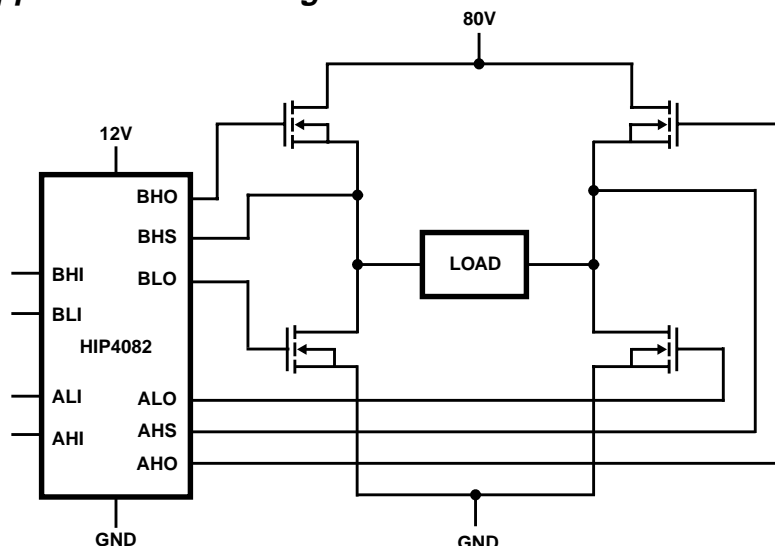 80V
12V
BHO
BHS
BHI
BLO
BLI
LOAD
HIP4082
ALI
ALO
AHI
AHS
AHO
GND
GND